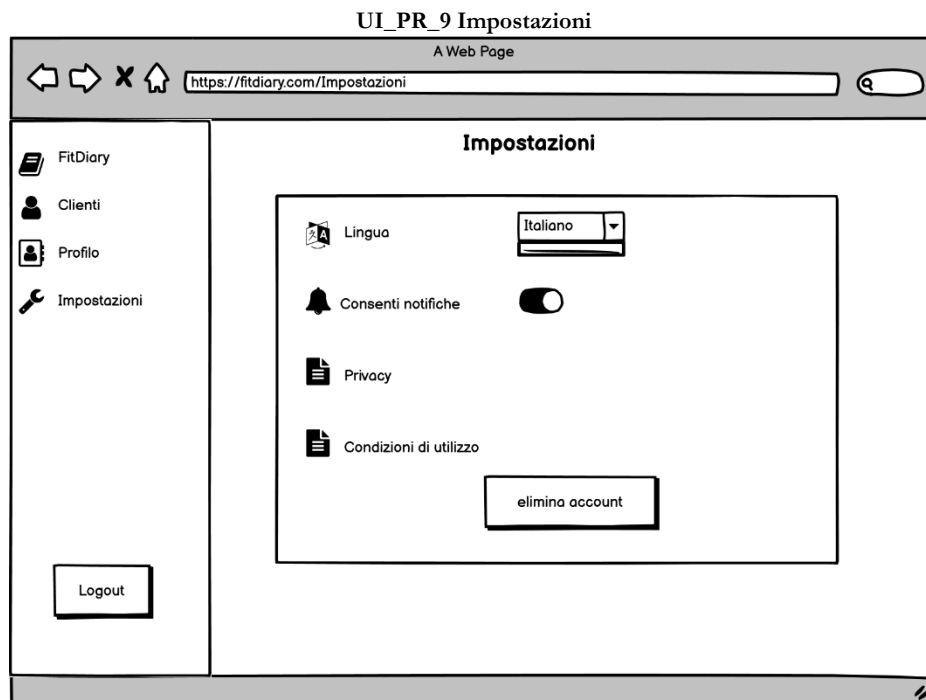 UI_PR_9 Impostazioni
A Web Page
https://fitdiary.com/Impostazioni
FitDiary
Clienti
Profilo
Impostazioni
Logout
Impostazioni
Lingua
Italiano
Consenti notifiche
Privacy
Condizioni di utilizzo
elimina account